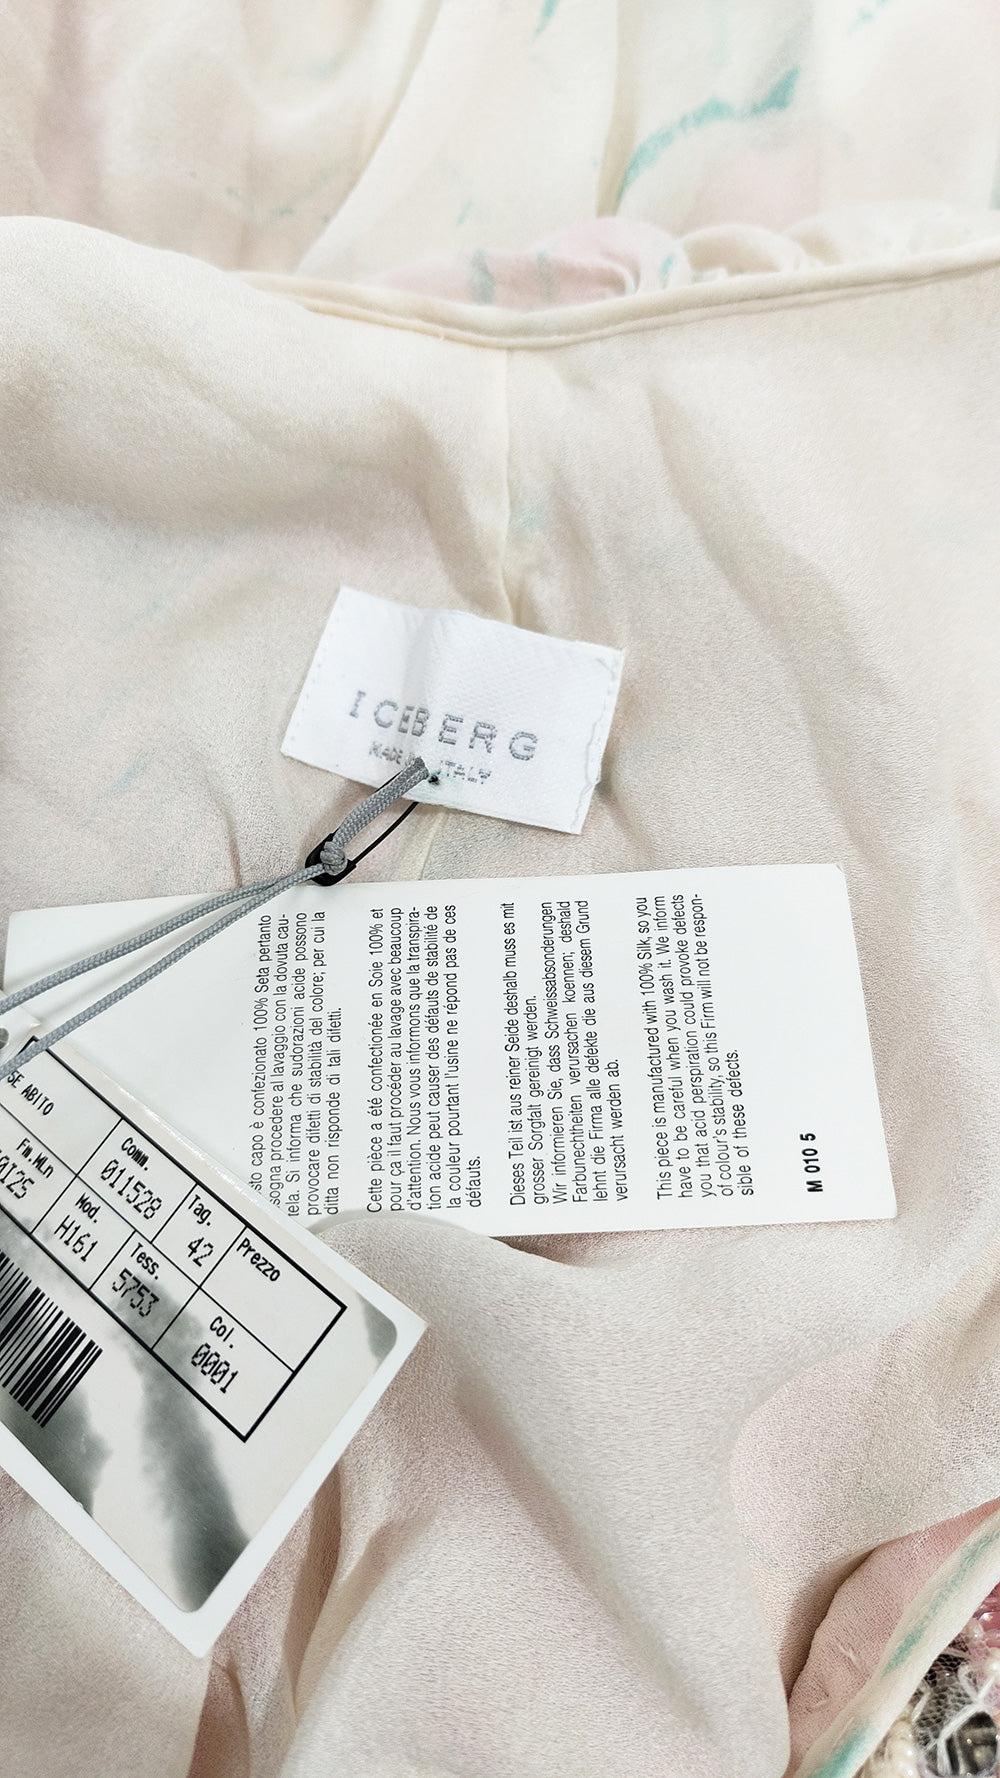 ICEBERG
MADE IN ITALY
sto capo è confezionato 100% Seta pertanto
sogna procedere al lavaggio con la dovuta cau-
tela. Si informa che sudorazioni acide possono
provocare difetti di stabilità del colore; per cui la
ditta non risponde di tali difetti.
Cette pièce a été confectionée en Soie 100% et
pour ça il faut procéder au lavage avec beaucoup
d'attention. Nous vous informons que la transpira-
tion acide peut causer des défauts de stabilité de
la couleur pourtant l'usine ne répond pas de ces
défauts.
Dieses Teil ist aus reiner Seide deshalb muss es mit
grosser Sorgfalt gereinigt werden.
Wir informieren Sie, dass Schweissabsonderungen
Farbunechtheiten verursachen koennen; deshald
lehnt die Firma alle defekte die aus diesem Grund
verursacht werden ab.
This piece is manufactured with 100% Silk, so you
have to be careful when you wash it. We inform
you that acid perspiration could provoke defects
of colour's stability, so this Firm will not be respon-
sible of these defects.
M 010 5
SE ABITO
Comm.
011528
Tag.
42
Prezzo
Fm.Mln
0125
Mod.
H161
Tess.
5753
Col.
0001